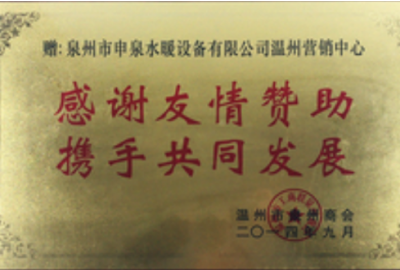 赠:泉州市申泉水暖设备有限公司温州营销中心
感谢友情赞助
携手共同发展
温州市泉州商会
二〇一四年九月